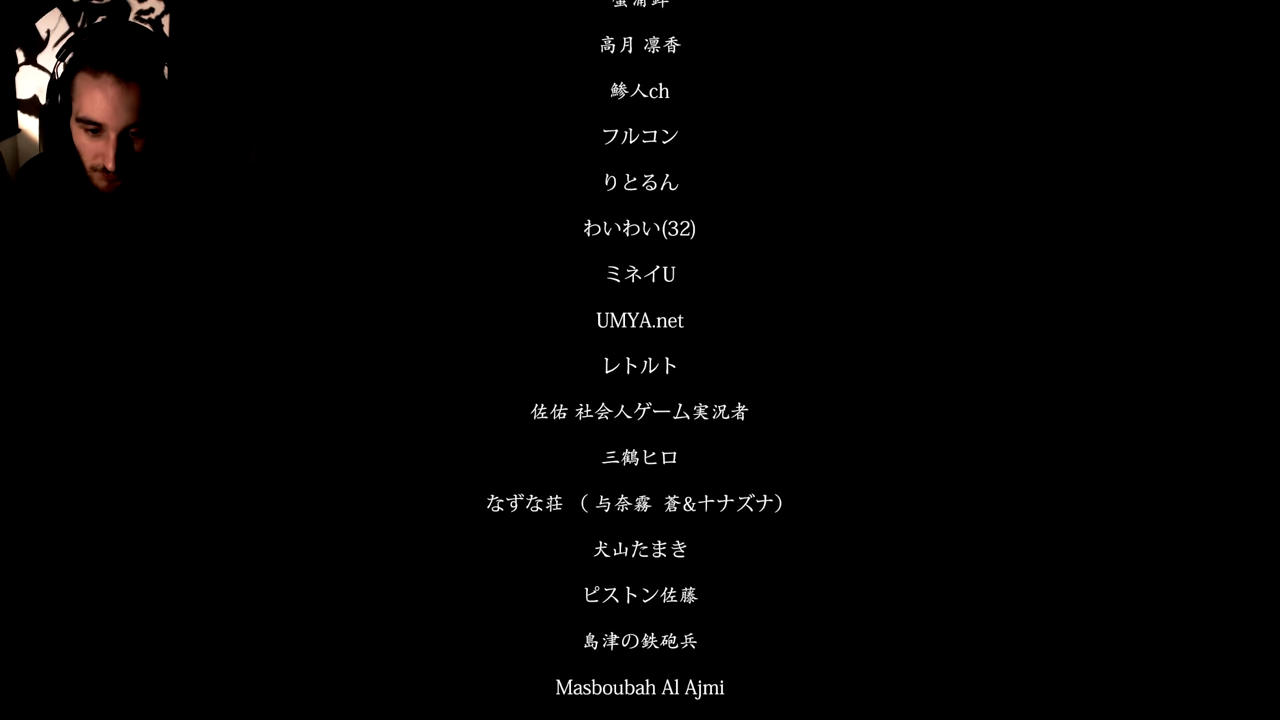 高月 凛香
鯵人ch
フルコン
りとるん
わいわい(32)
ミネイU
UMYA.net
レトルト
佐佑 社会人ゲーム実況者
三鶴ヒロ
なずな荘 （ 与奈霧 蒼&十ナズナ）
犬山たまき
ピストン佐藤
島津の鉄砲兵
Masboubah Al Ajmi